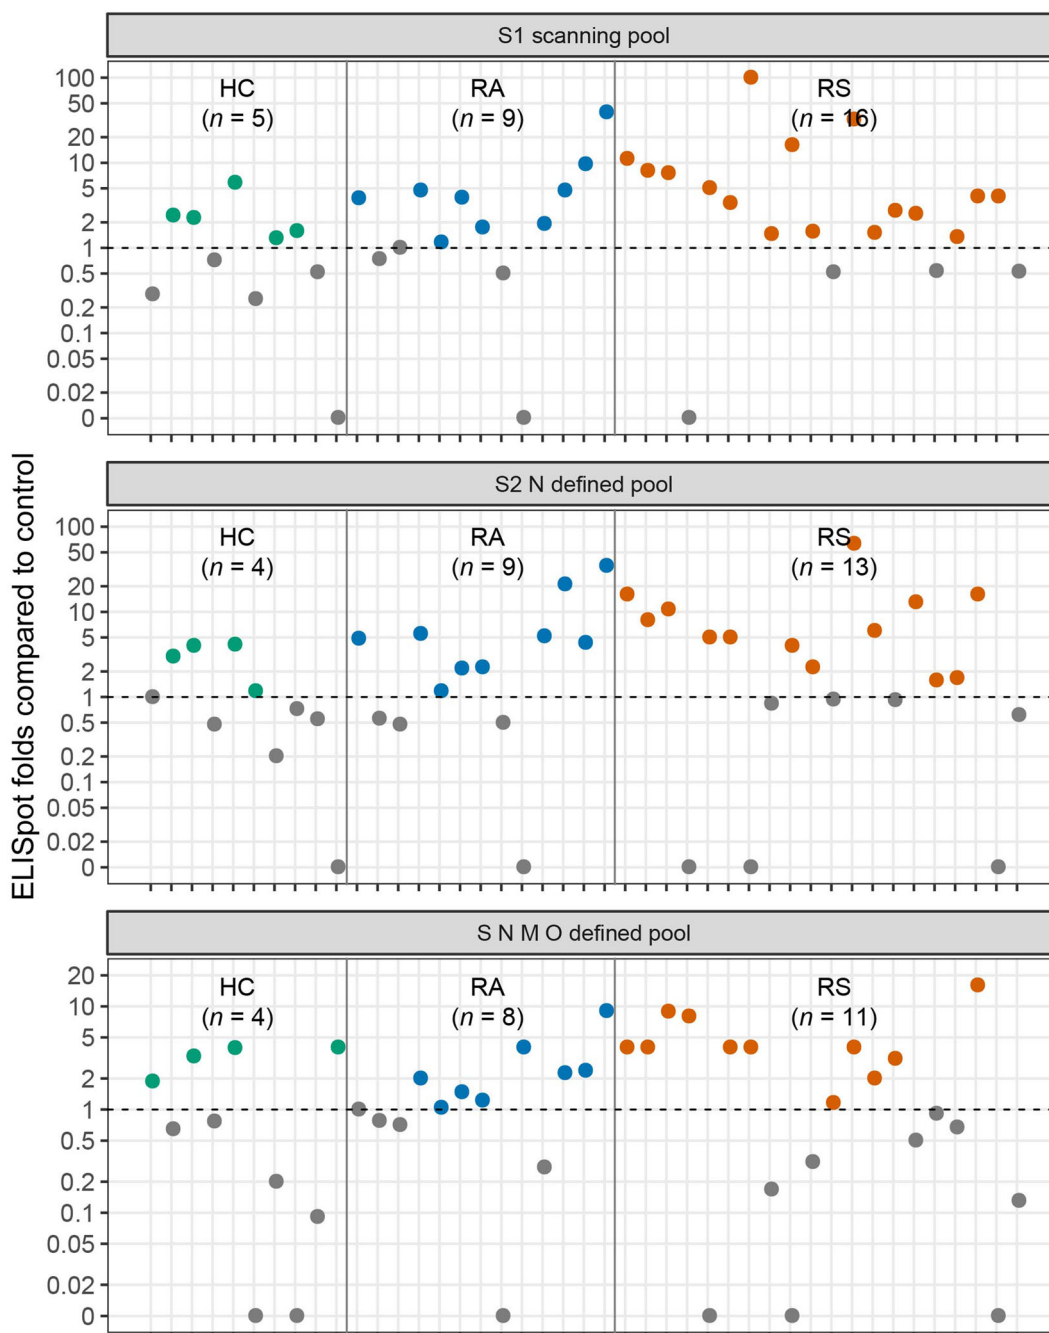 S1 scanning pool
HC
(n = 5)
RA
(n = 9)
RS
(n = 16)
100
50
20
10
5
2
1
0.5
0.2
0.1
0.05
0.02
0
ELISpot folds compared to control
S2 N defined pool
HC
(n = 4)
RA
(n = 9)
RS
(n = 13)
100
50
20
10
5
2
1
0.5
0.2
0.1
0.05
0.02
0
S N M O defined pool
HC
(n = 4)
RA
(n = 8)
RS
(n = 11)
20
10
5
2
1
0.5
0.2
0.1
0.05
0.02
0